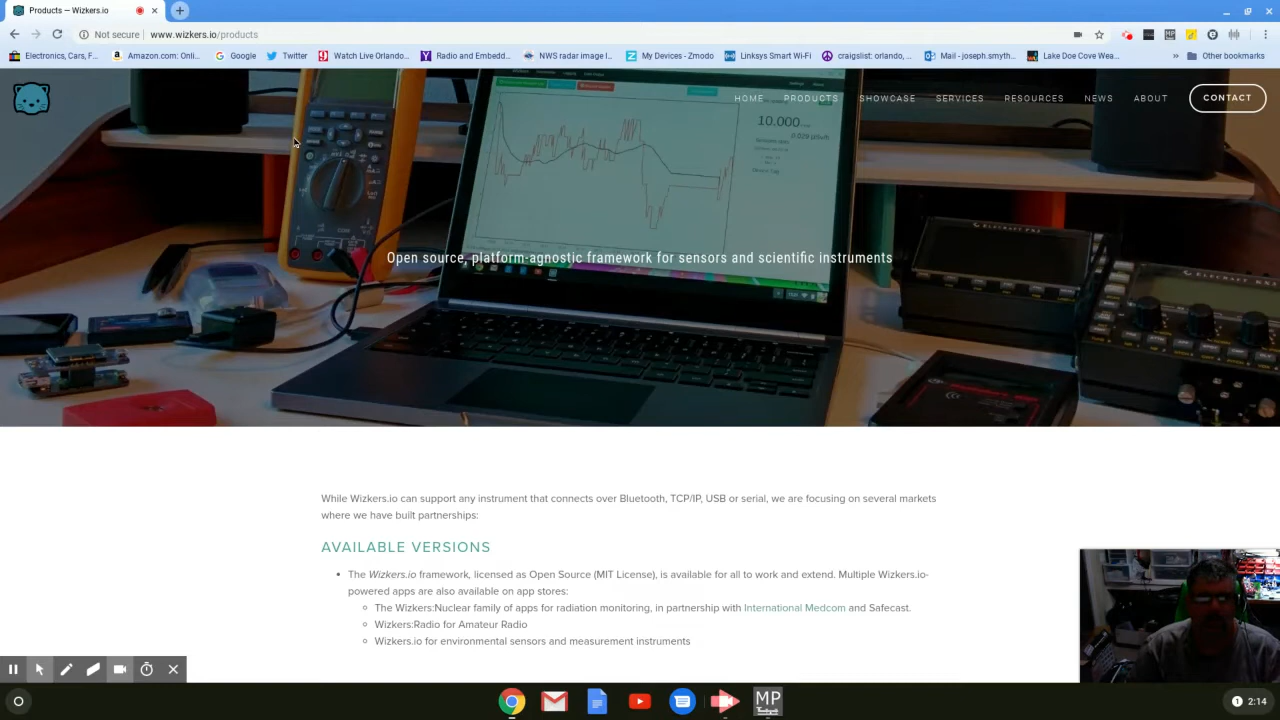 Products — Wizkers.io
Not secure | www.wizkers.io/products
Electronics, Cars, F... Amazon.com: Onli... Google Twitter Watch Live Orlando... Radio and Embedd... NWS radar image l... My Devices - Zmodo Linksys Smart Wi-Fi craigslist: orlando, ... Mail - joseph.smyth... Lake Doe Cove Wea... » Other bookmarks
HOME PRODUCTS SHOWCASE SERVICES RESOURCES NEWS ABOUT CONTACT
10.000
0.029 µSv/h
ELECRAFT PX3
ELECRAFT KX3
Open source, platform-agnostic framework for sensors and scientific instruments
While Wizkers.io can support any instrument that connects over Bluetooth, TCP/IP, USB or serial, we are focusing on several markets
where we have built partnerships:
AVAILABLE VERSIONS
The Wizkers.io framework, licensed as Open Source (MIT License), is available for all to work and extend. Multiple Wizkers.io-
powered apps are also available on app stores:
The Wizkers:Nuclear family of apps for radiation monitoring, in partnership with International Medcom and Safecast.
Wizkers:Radio for Amateur Radio
Wizkers.io for environmental sensors and measurement instruments
MP
1 2:14